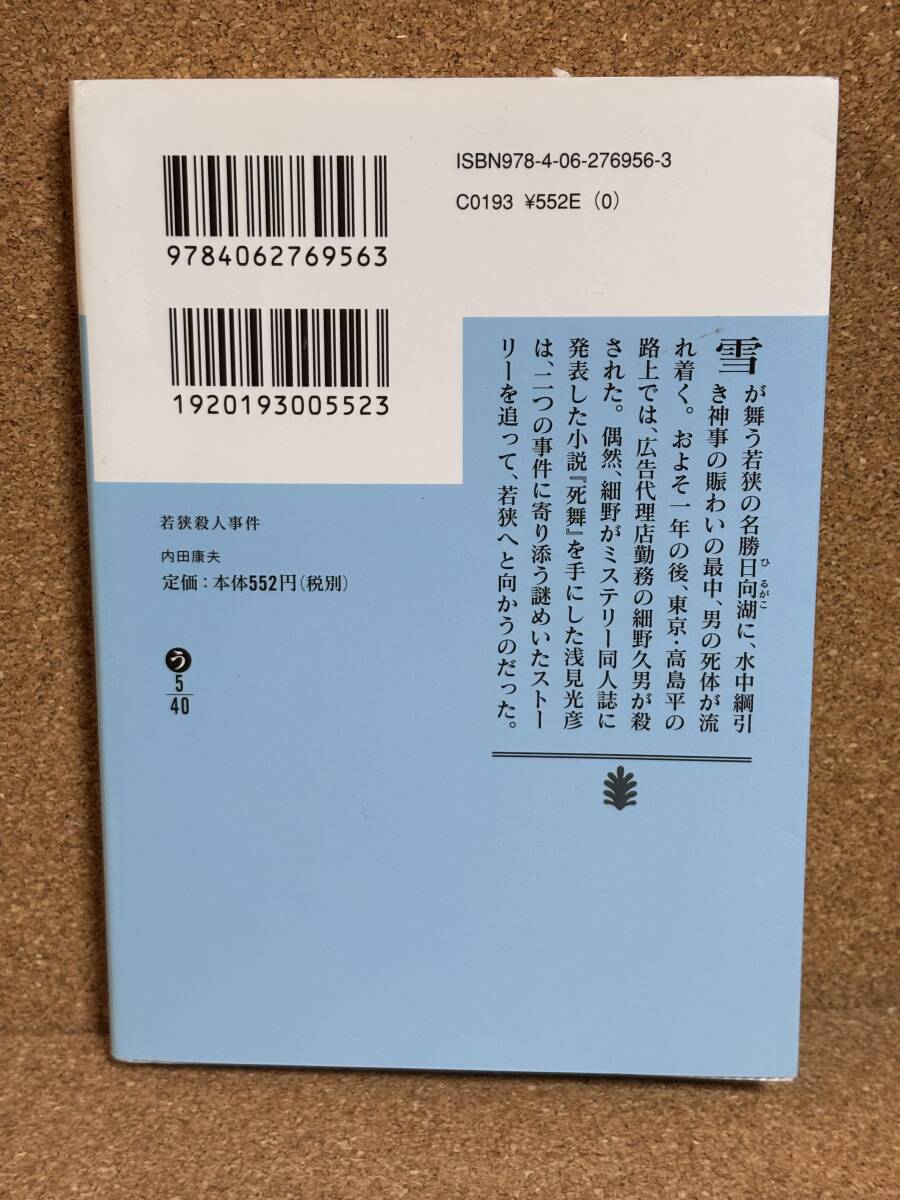 ISBN978-4-06-276956-3
C0193 ¥552E (0)
9784062769563
1920193005523
雪が舞う若狭の名勝日向湖に、水中綱引
ひるがこ
き神事の賑わいの最中、男の死体が流
れ着く。およそ一年の後、東京・高島平の
路上では、広告代理店勤務の細野久男が殺
された。偶然、細野がミステリー同人誌に
発表した小説『死舞』を手にした浅見光彦
は、二つの事件に寄り添う謎めいたストー
リーを追って、若狭へと向かうのだった。
若狭殺人事件
内田康夫
定価：本体552円（税別）
う
5
40